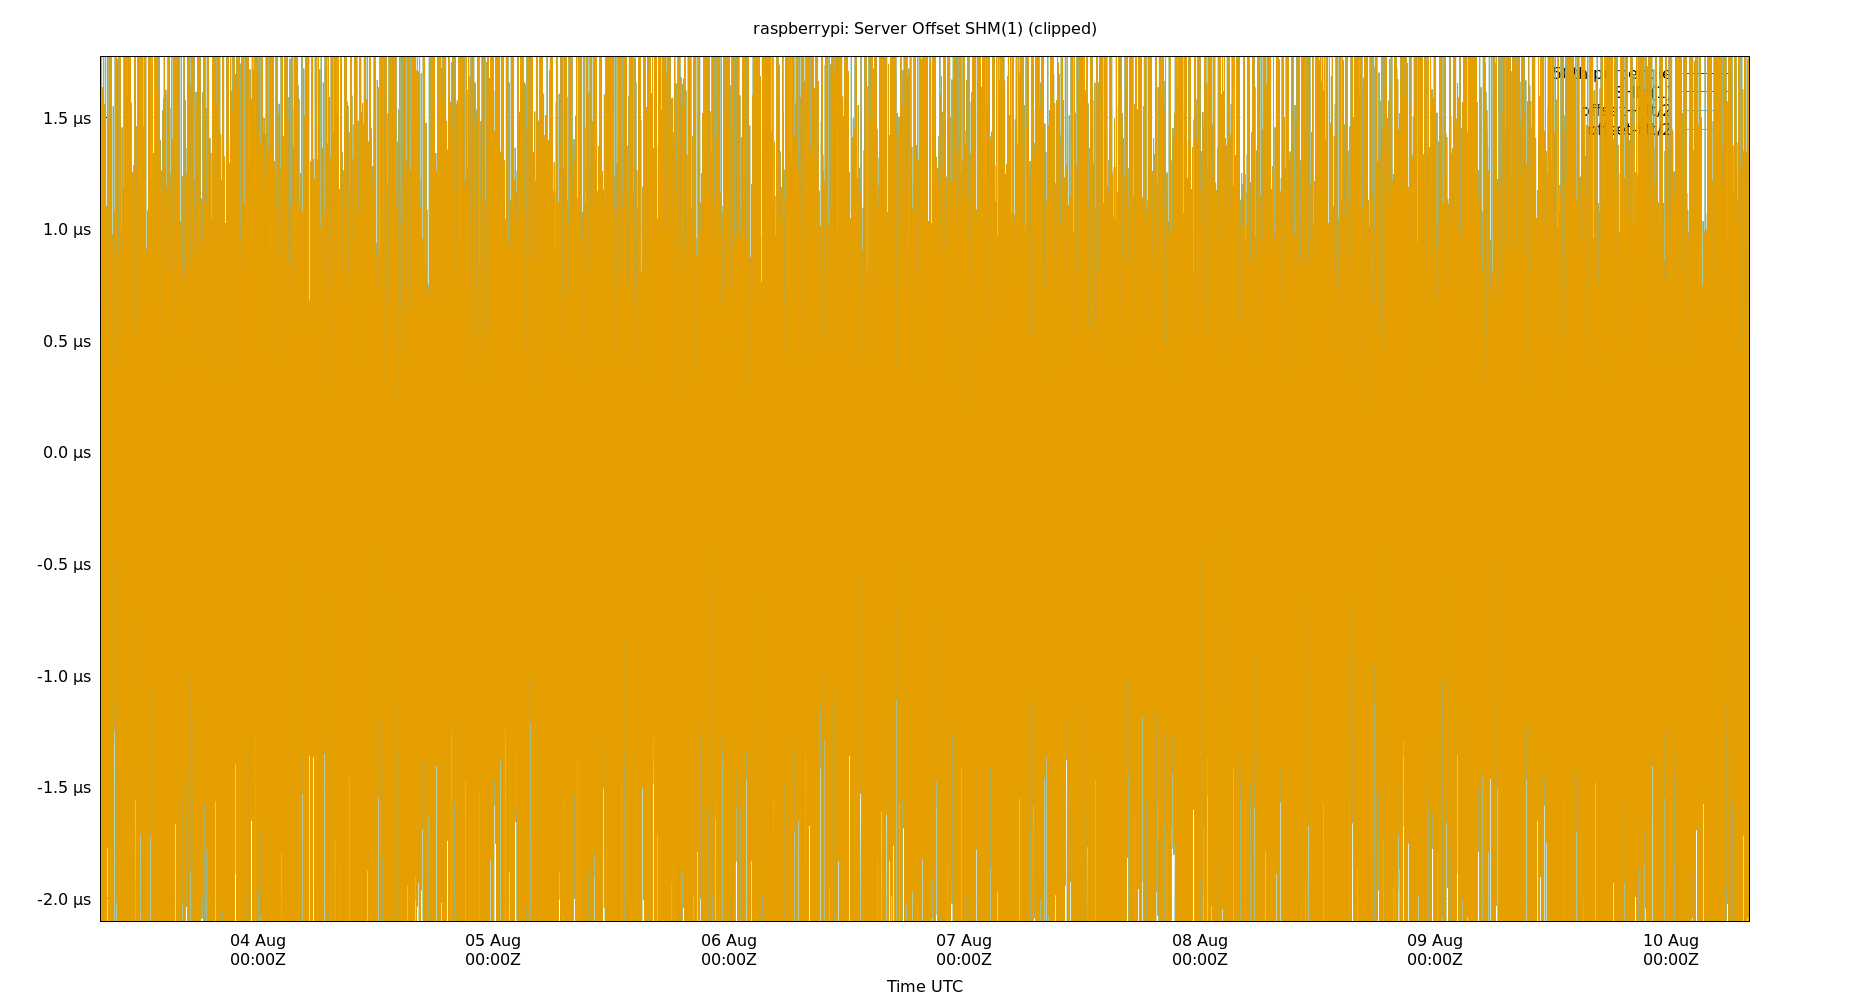 raspberrypi: Server Offset SHM(1) (clipped)
1.5 µs
1.0 µs
0.5 µs
0.0 µs
-0.5 µs
-1.0 µs
-1.5 µs
-2.0 µs
04 Aug 05 Aug 06 Aug 07 Aug 08 Aug 09 Aug 10 Aug
00:00Z 00:00Z 00:00Z 00:00Z 00:00Z 00:00Z 00:00Z
Time UTC